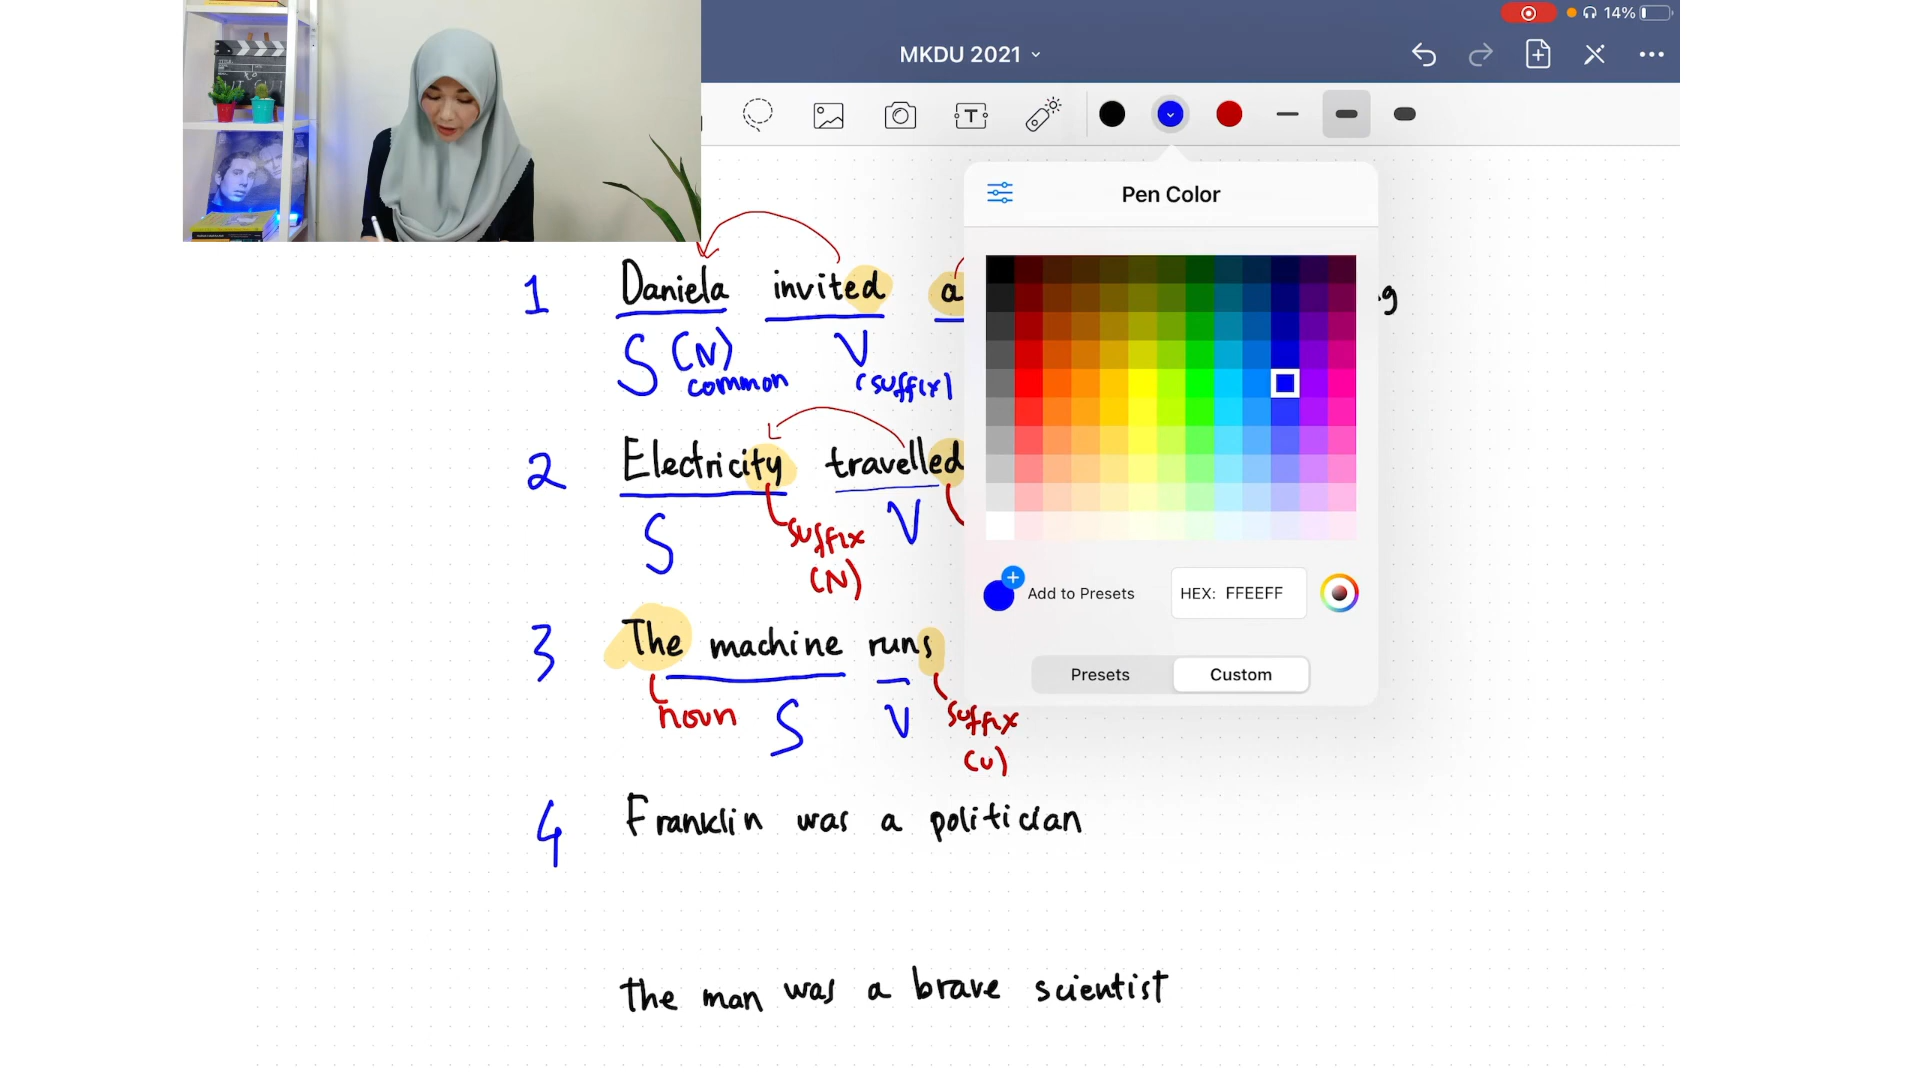 14%
MKDU 2021
T
Pen Color
1 Daniela invited a g
S (N) V
common (suffix)
2 Electricity travelled
S suffix V
(N)
3 The machine runs
noun S V suffix
(v)
Add to Presets HEX: FFEEFF
Presets Custom
4 Franklin was a politician
the man was a brave scientist